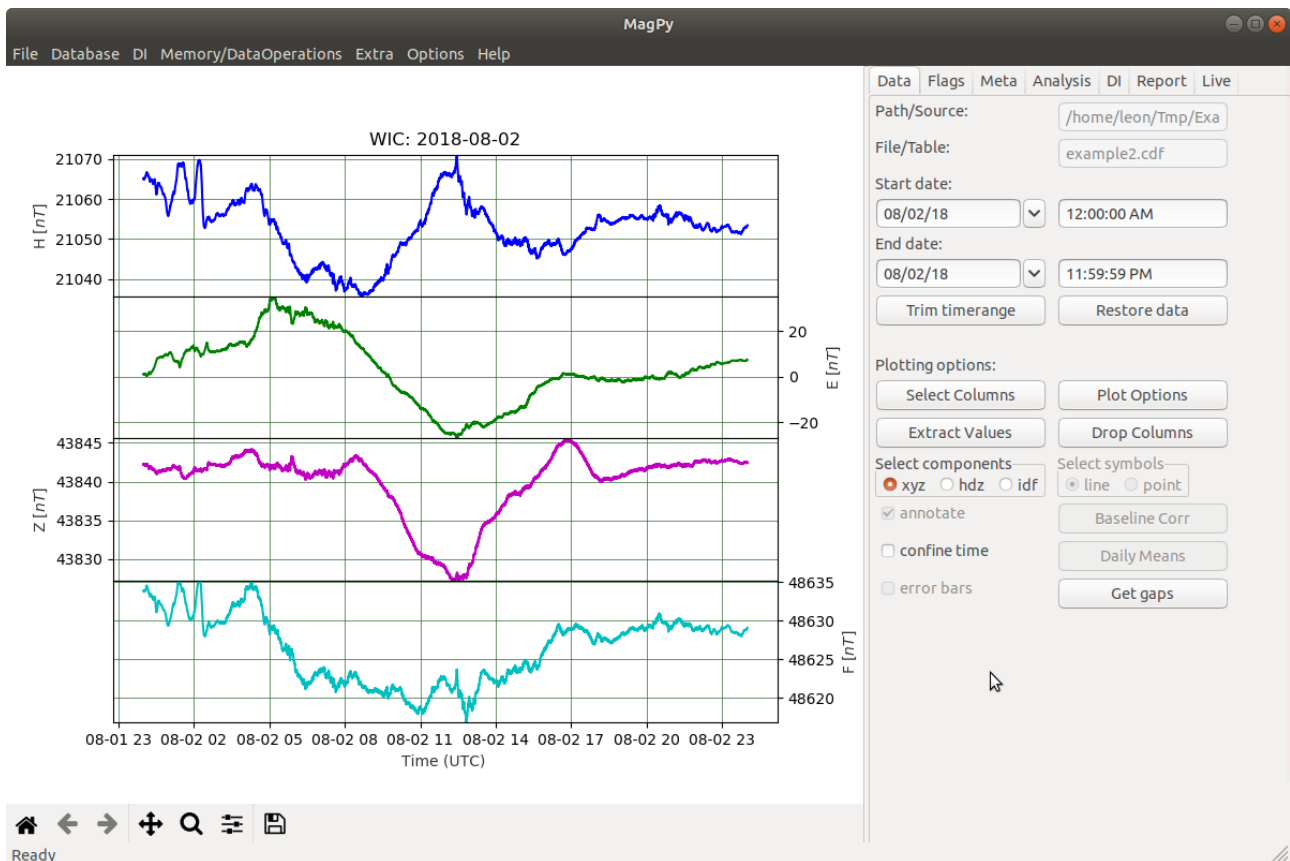 MagPy
File Database DI Memory/DataOperations Extra Options Help
WIC: 2018-08-02
21070
21060
21050
21040
H [nT]
20
0
−20
E [nT]
43845
43840
43835
43830
Z [nT]
48635
48630
48625
48620
F [nT]
08-01 23 08-02 02 08-02 05 08-02 08 08-02 11 08-02 14 08-02 17 08-02 20 08-02 23
Time (UTC)
Data Flags Meta Analysis DI Report Live
Path/Source: /home/leon/Tmp/Exa
File/Table: example2.cdf
Start date:
08/02/18 12:00:00 AM
End date:
08/02/18 11:59:59 PM
Trim timerange Restore data
Plotting options:
Select Columns Plot Options
Extract Values Drop Columns
Select components Select symbols
xyz hdz idf line point
annotate Baseline Corr
confine time Daily Means
error bars Get gaps
Ready